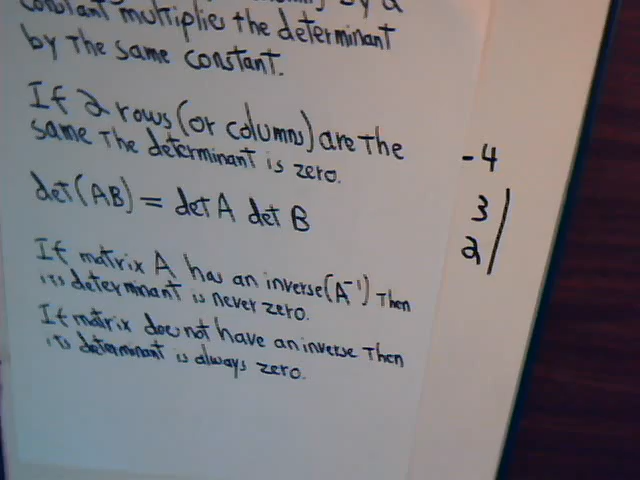 by a
constant multiplies the determinant
by the same constant.
If 2 rows (or columns) are the
same the determinant is zero.
det(AB) = det A det B
If matrix A has an inverse (A⁻¹) then
its determinant is never zero.
If matrix does not have an inverse then
its determinant is always zero.
-4
3
2